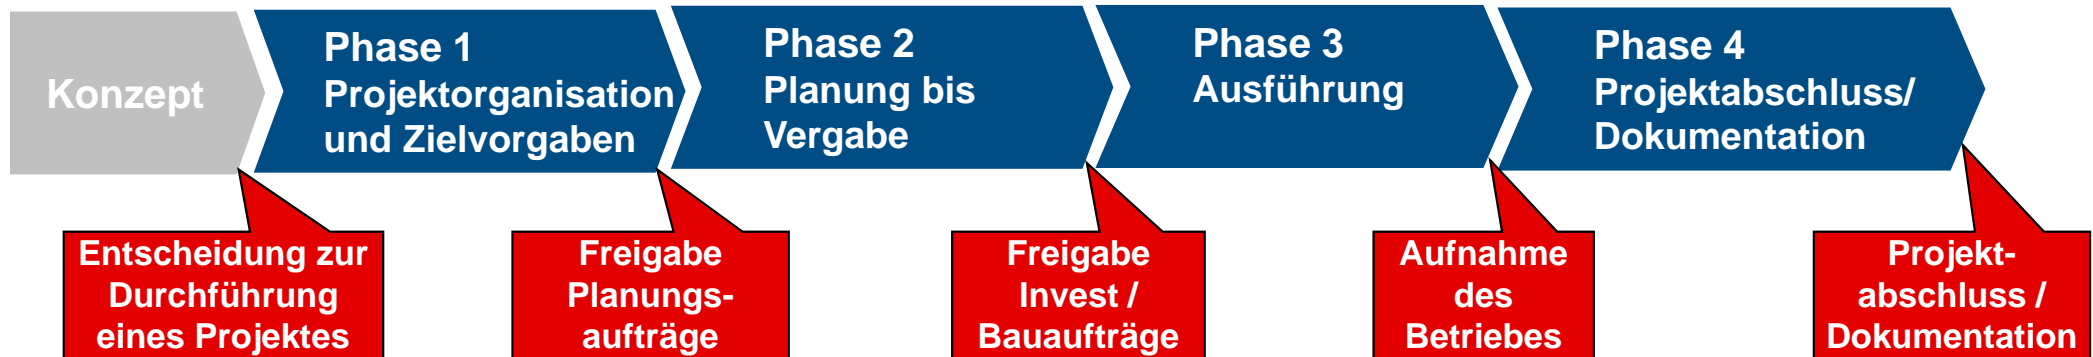 Konzept
Phase 1
Projektorganisation
und Zielvorgaben
Phase 2
Planung bis
Vergabe
Phase 3
Ausführung
Phase 4
Projektabschluss/
Dokumentation
Entscheidung zur
Durchführung
eines Projektes
Freigabe
Planungs-
aufträge
Freigabe
Invest /
Bauaufträge
Aufnahme
des
Betriebes
Projekt-
abschluss /
Dokumentation